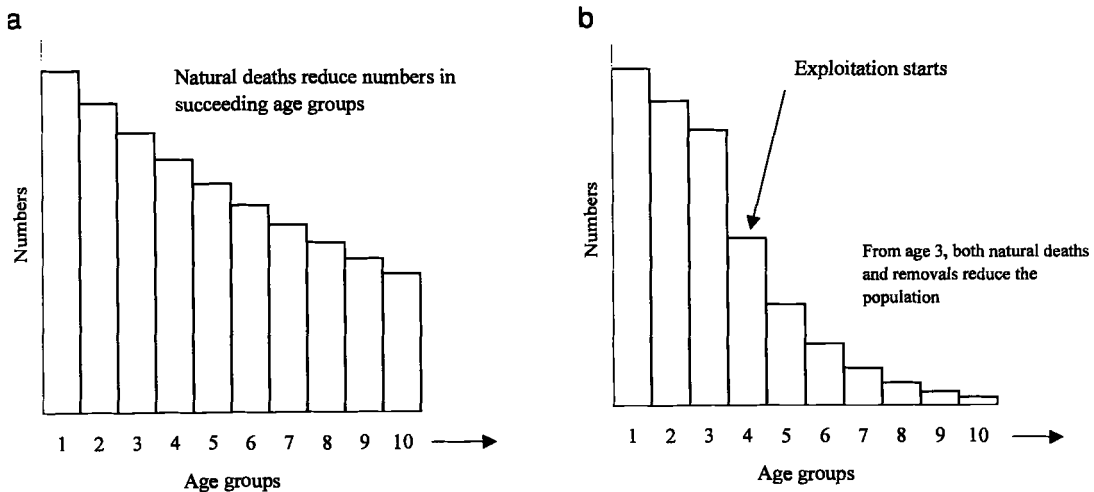 a
Natural deaths reduce numbers in
succeeding age groups
Numbers
1 2 3 4 5 6 7 8 9 10
Age groups
b
Exploitation starts
From age 3, both natural deaths
and removals reduce the
population
Numbers
1 2 3 4 5 6 7 8 9 10
Age groups